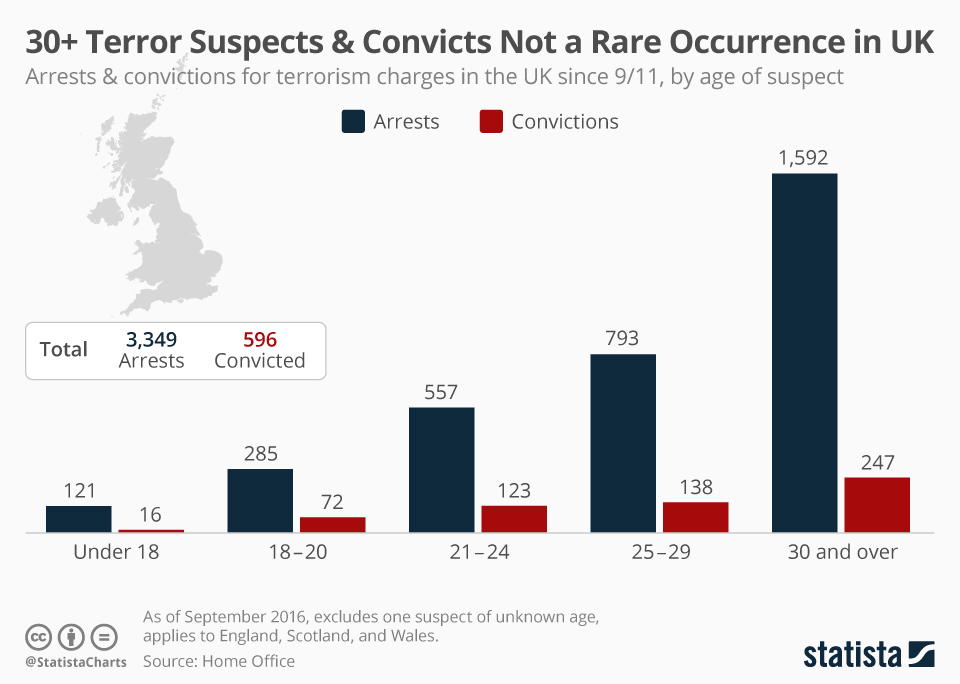 30+ Terror Suspects & Convicts Not a Rare Occurrence in UK
Arrests & convictions for terrorism charges in the UK since 9/11, by age of suspect
Arrests
Convictions
1,592
793
557
285
121
16
72
123
138
247
Total
3,349
Arrests
596
Convicted
Under 18
18–20
21–24
25–29
30 and over
As of September 2016, excludes one suspect of unknown age,
applies to England, Scotland, and Wales.
Source: Home Office
cc
@StatistaCharts
statista